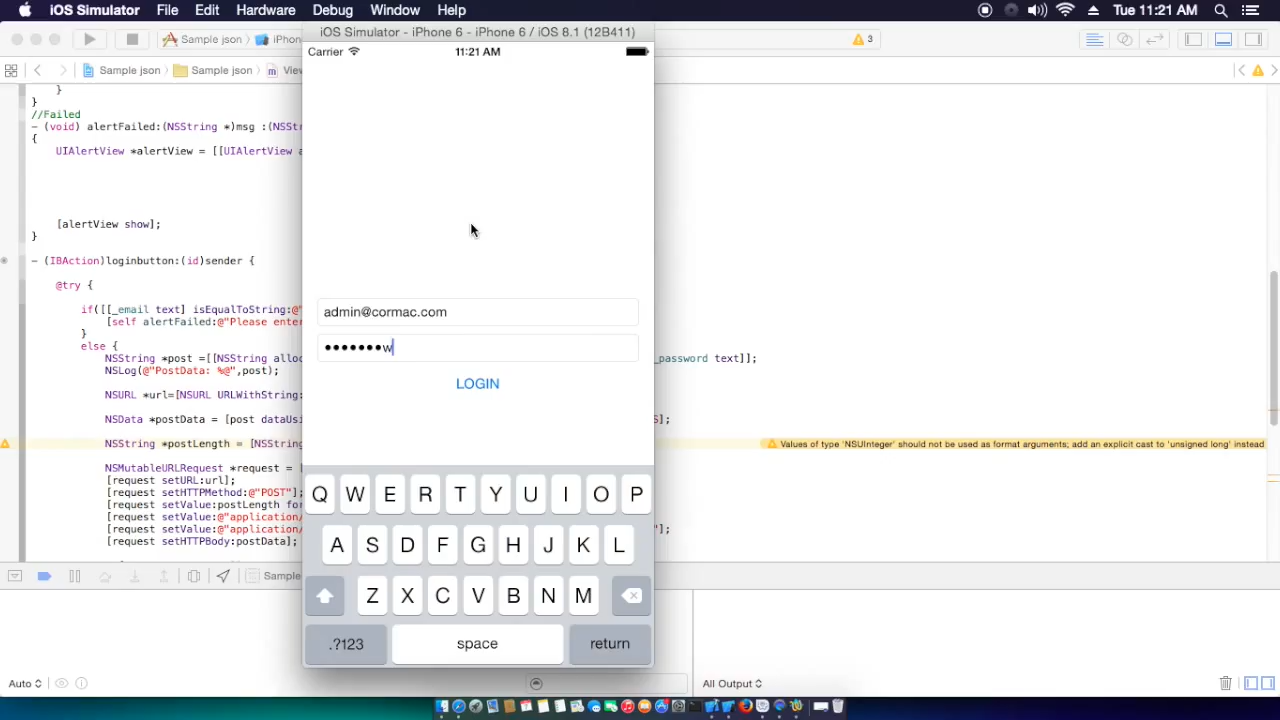 iOS Simulator File Edit Hardware Debug Window Help Tue 11:21 AM
iOS Simulator - iPhone 6 - iPhone 6 / iOS 8.1 (12B411)
Sample json iPhon 3
Carrier 11:21 AM
Sample json Sample json View
}
}
//Failed
- (void) alertFailed:(NSString *)msg :(NSSt
{
UIAlertView *alertView = [[UIAlertView a
[alertView show];
}
- (IBAction)loginbutton:(id)sender {
@try {
if([[_email text] isEqualToString:@"
[self alertFailed:@"Please enter
}
else {
NSString *post =[[NSString alloc _password text]];
NSLog(@"PostData: %@",post);
NSURL *url=[NSURL URLWithString:
NSData *postData = [post dataUsi S];
NSString *postLength = [NSString Values of type 'NSUInteger' should not be used as format arguments; add an explicit cast to 'unsigned long' instead
NSMutableURLRequest *request = [
[request setURL:url];
[request setHTTPMethod:@"POST"];
[request setValue:postLength for
[request setValue:@"application/
[request setValue:@"application/ "];
[request setHTTPBody:postData];
admin@cormac.com
•••••••w
LOGIN
Q W E R T Y U I O P
A S D F G H J K L
Z X C V B N M
.?123 space return
Sample
Auto All Output